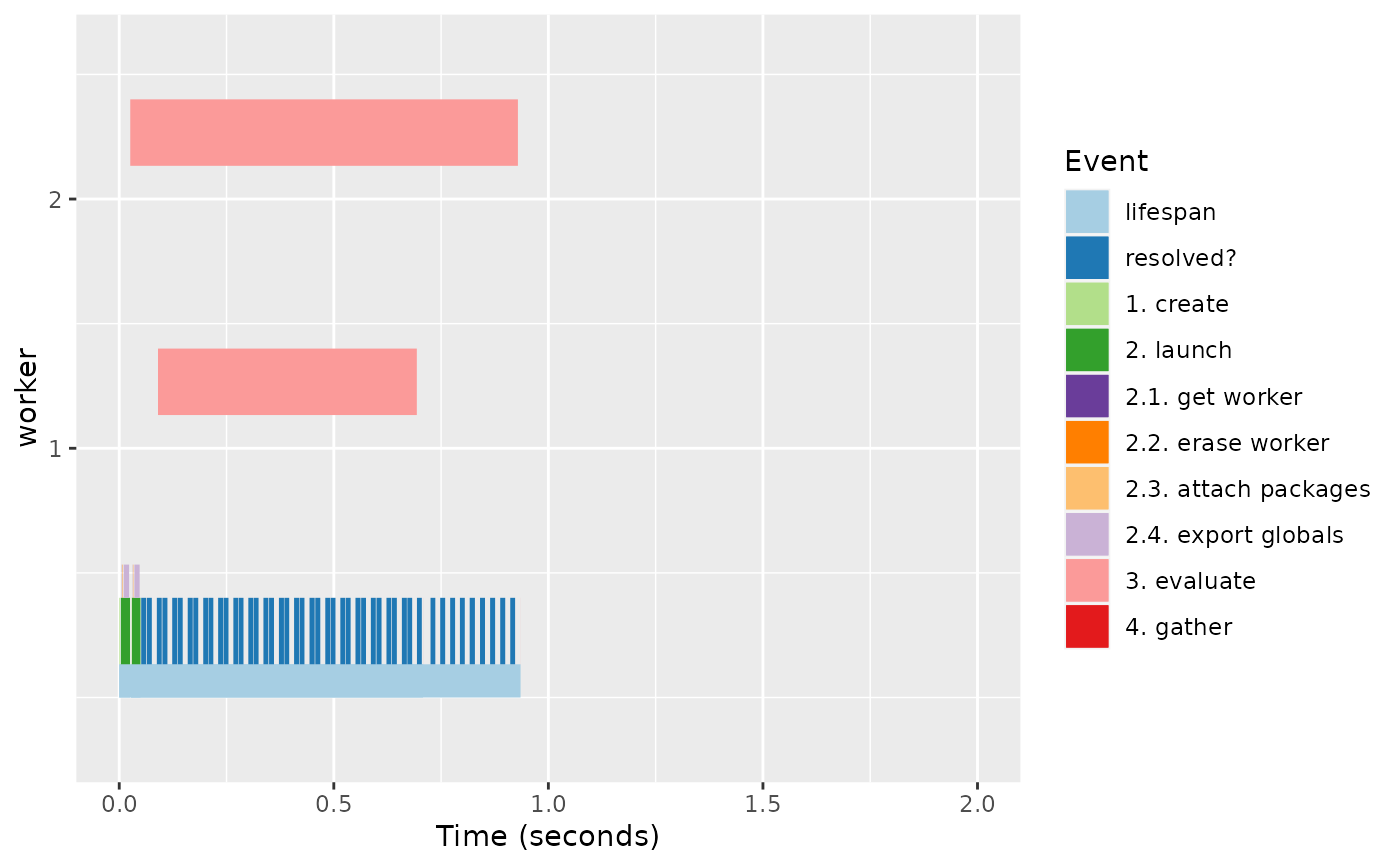 worker
2
1
0.0
0.5
1.0
1.5
2.0
Time (seconds)
Event
lifespan
resolved?
1. create
2. launch
2.1. get worker
2.2. erase worker
2.3. attach packages
2.4. export globals
3. evaluate
4. gather